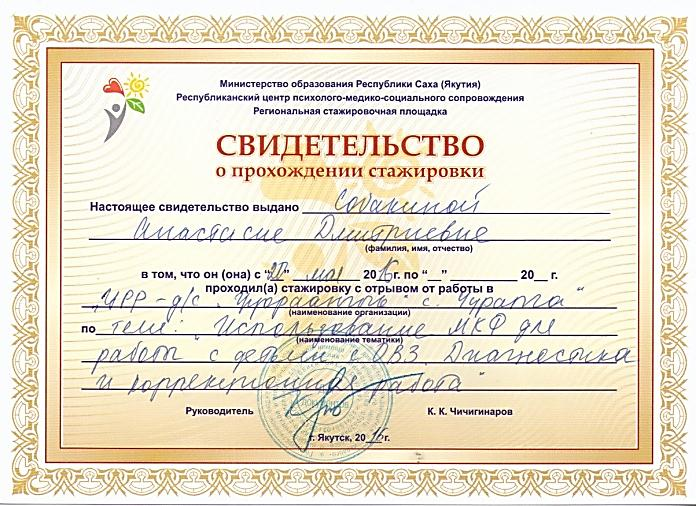 Министерство образования Республики Саха (Якутия)
Республиканский центр психолого-медико-социального сопровождения
Региональная стажировочная площадка
СВИДЕТЕЛЬСТВО
о прохождении стажировки
Настоящее свидетельство выдано Собакиной
Анастасие Дмитриевне
(фамилия, имя, отчество)
в том, что он (она) с " " мая 2016 г. по " " 20 г.
проходил(а) стажировку с отрывом от работы в
"ЦРР - д/с " с. Чурапча"
(наименование организации)
по теме: "Использование МКФ для
(наименование тематики)
работы с детьми с ОВЗ. Диагностика
и коррекционная работа"
Руководитель К. К. Чичигинаров
г. Якутск, 2016 г.